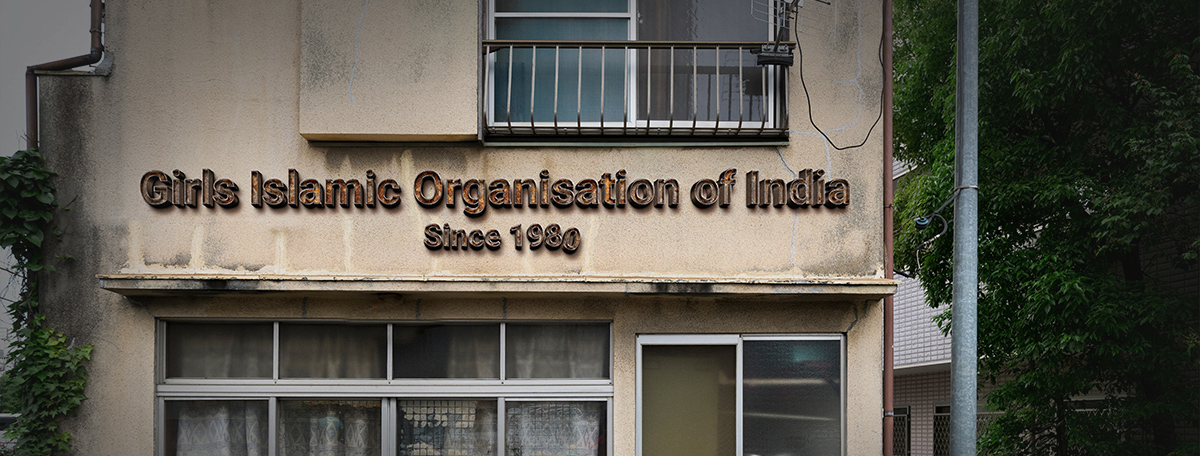 Girls Islamic Organisation of India
Since 1980